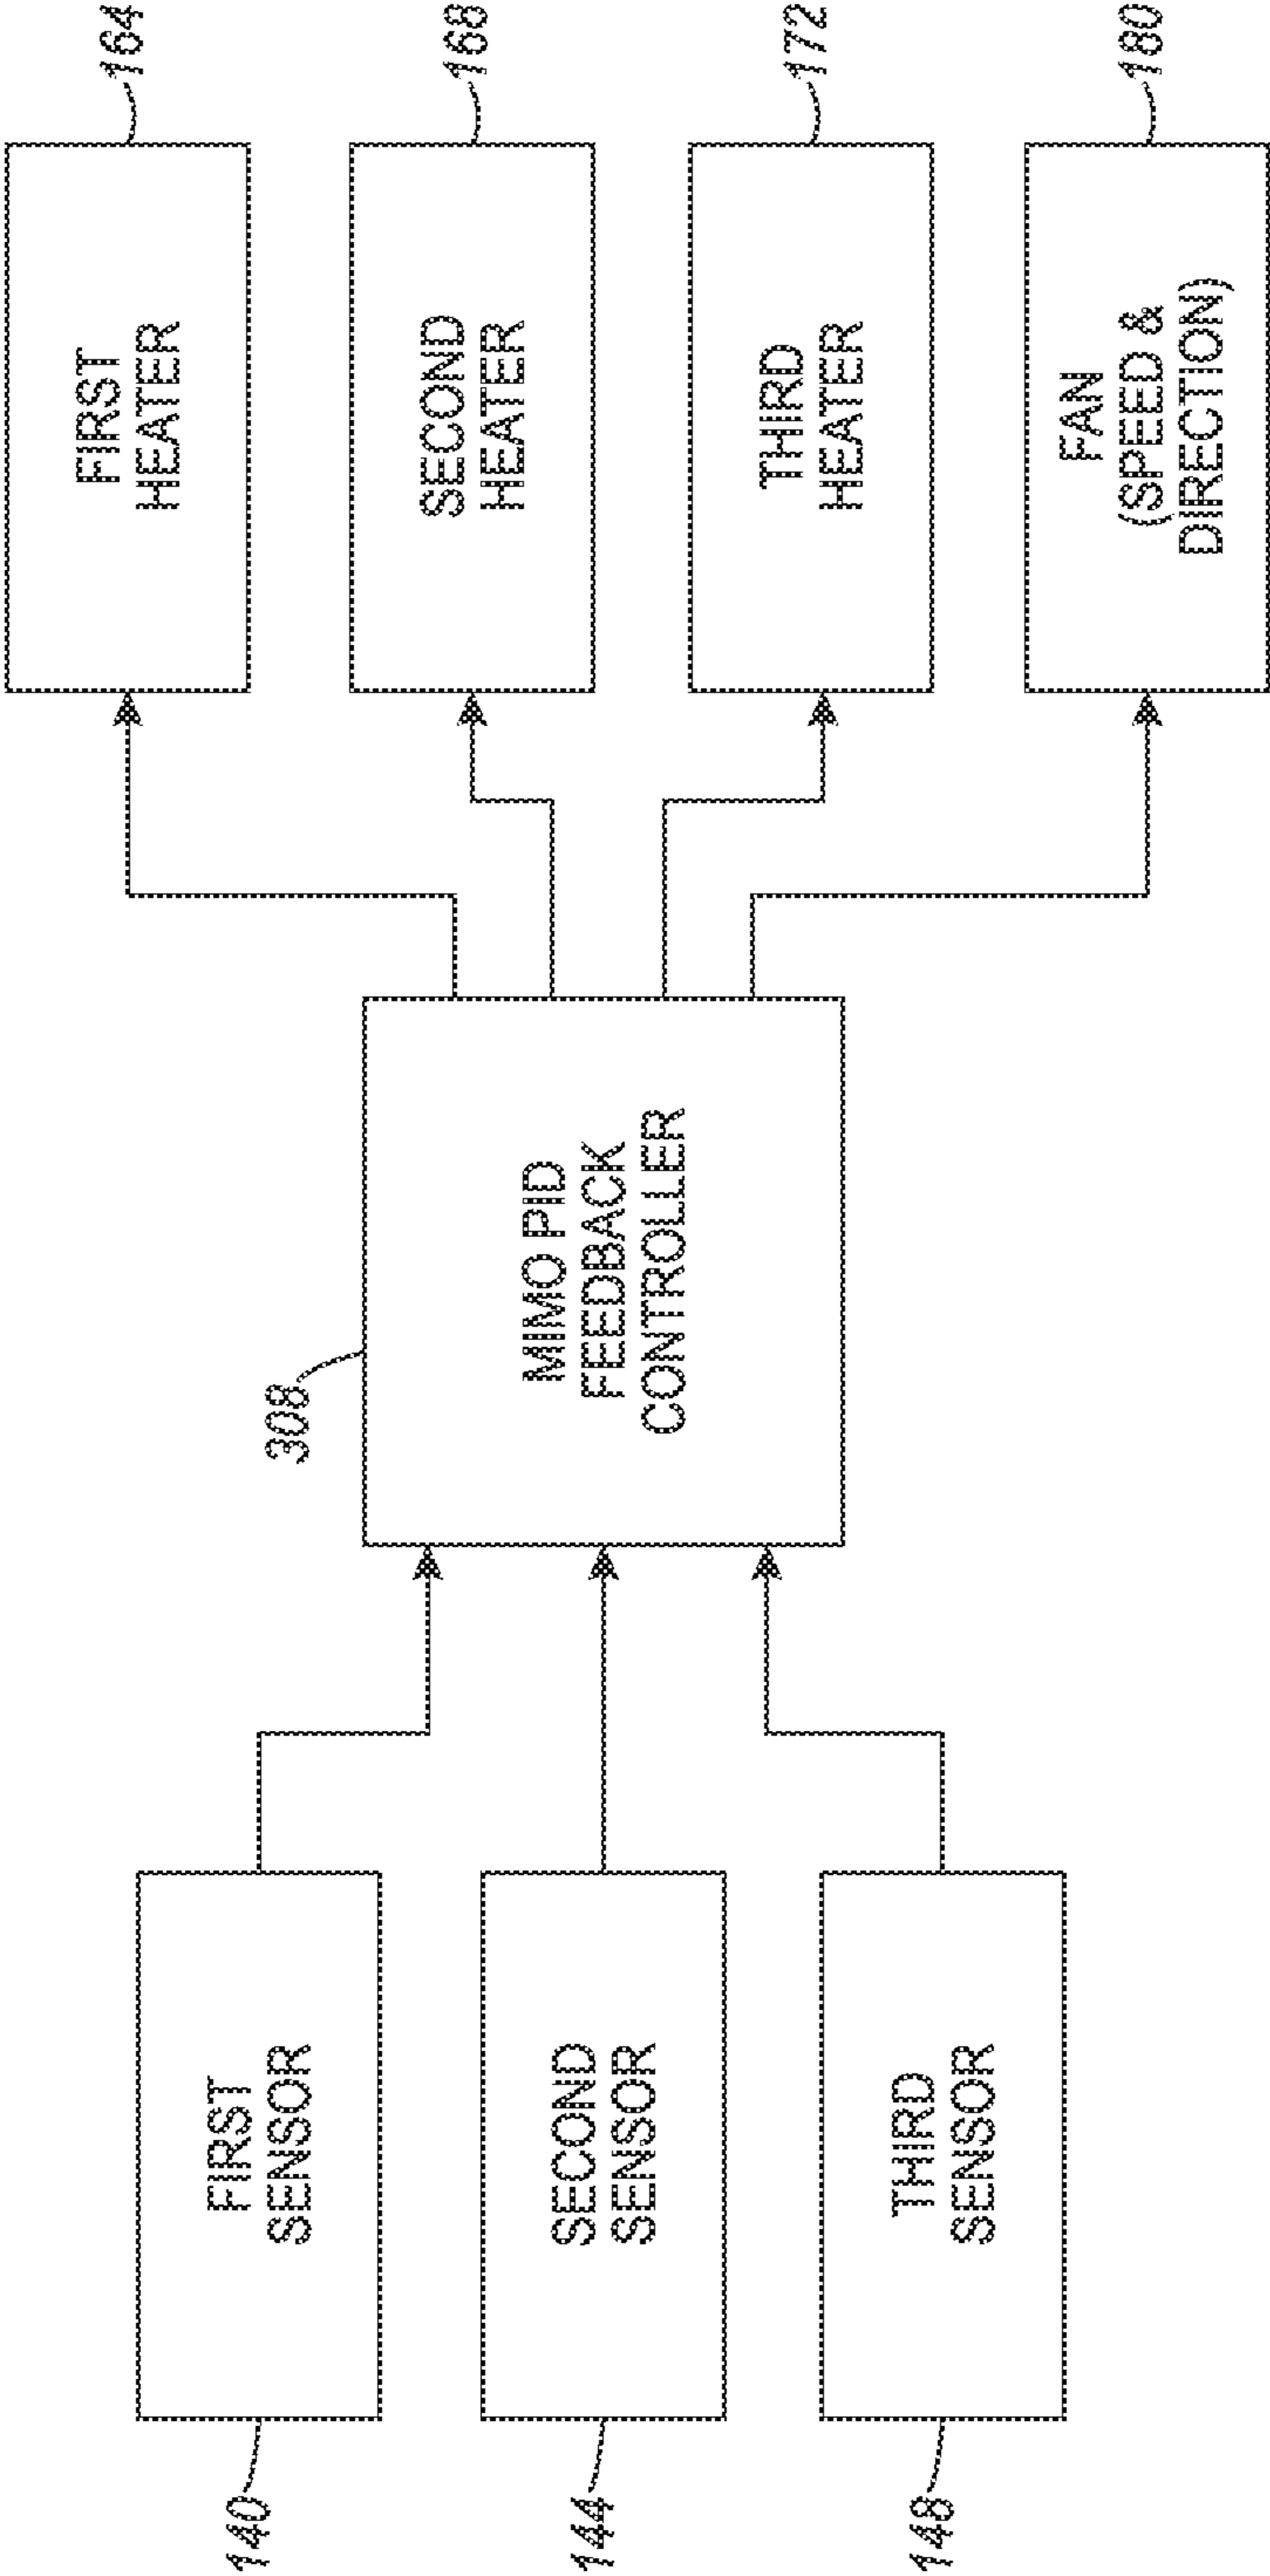 140
FIRST
SENSOR
144
SECOND
SENSOR
148
THIRD
SENSOR
308
MIMO PID
FEEDBACK
CONTROLLER
FIRST
HEATER
164
SECOND
HEATER
168
THIRD
HEATER
172
FAN
(SPEED &
DIRECTION)
180